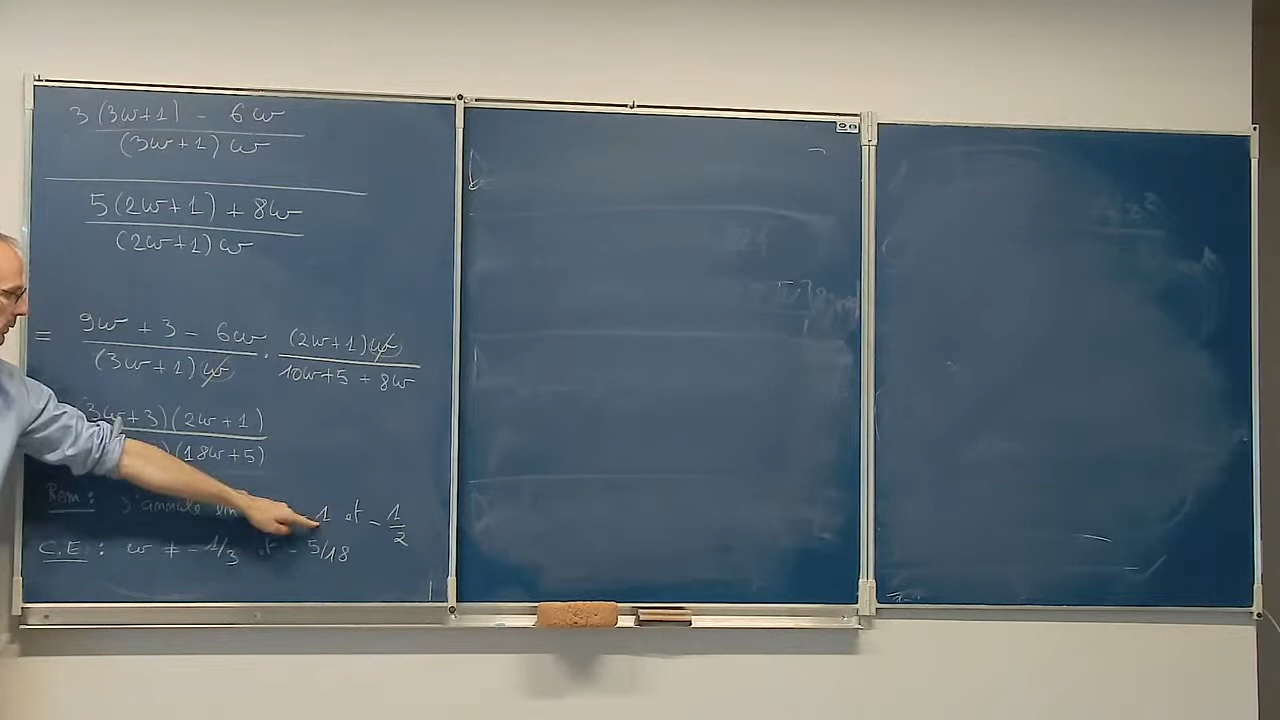 3(3w+1) - 6w
(3w+1)w
5(2w+1) + 8w
(2w+1)w
= 9w + 3 - 6w / (3w+1)w . (2w+1)w / 10w+5 + 8w
3w+3)(2w+1)
)(18w+5)
Rem: s'annule en 1 et - 1/2
C.E.: w ≠ - 1/3 et - 5/18